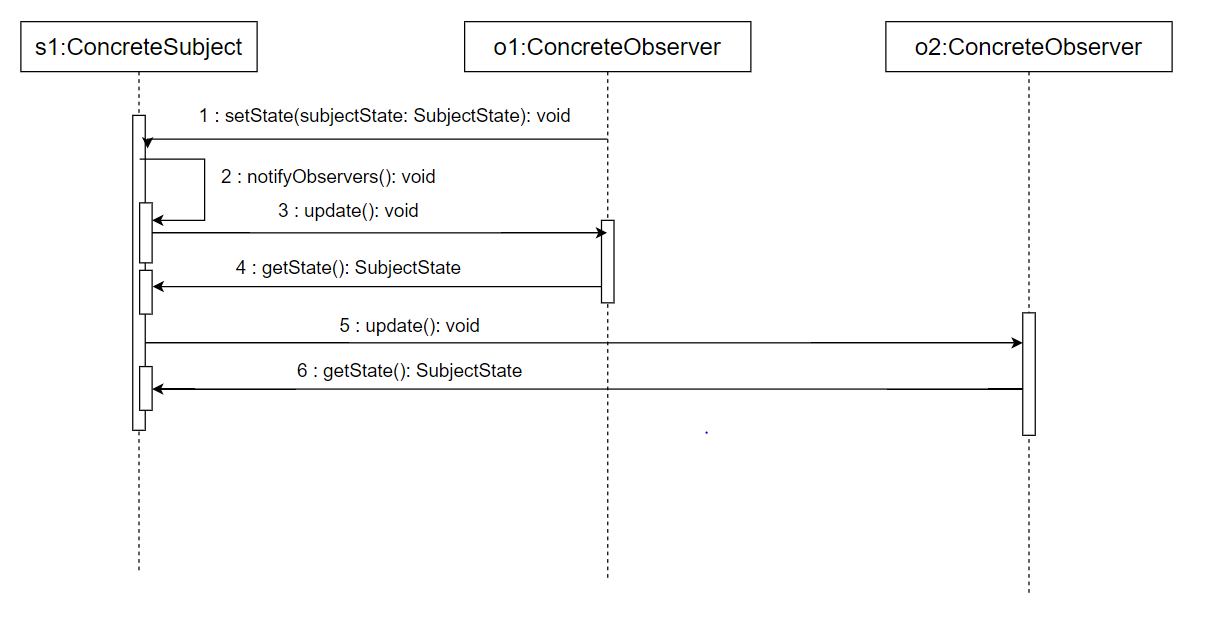 s1:ConcreteSubject
o1:ConcreteObserver
o2:ConcreteObserver
1 : setState(subjectState: SubjectState): void
2 : notifyObservers(): void
3 : update(): void
4 : getState(): SubjectState
5 : update(): void
6 : getState(): SubjectState